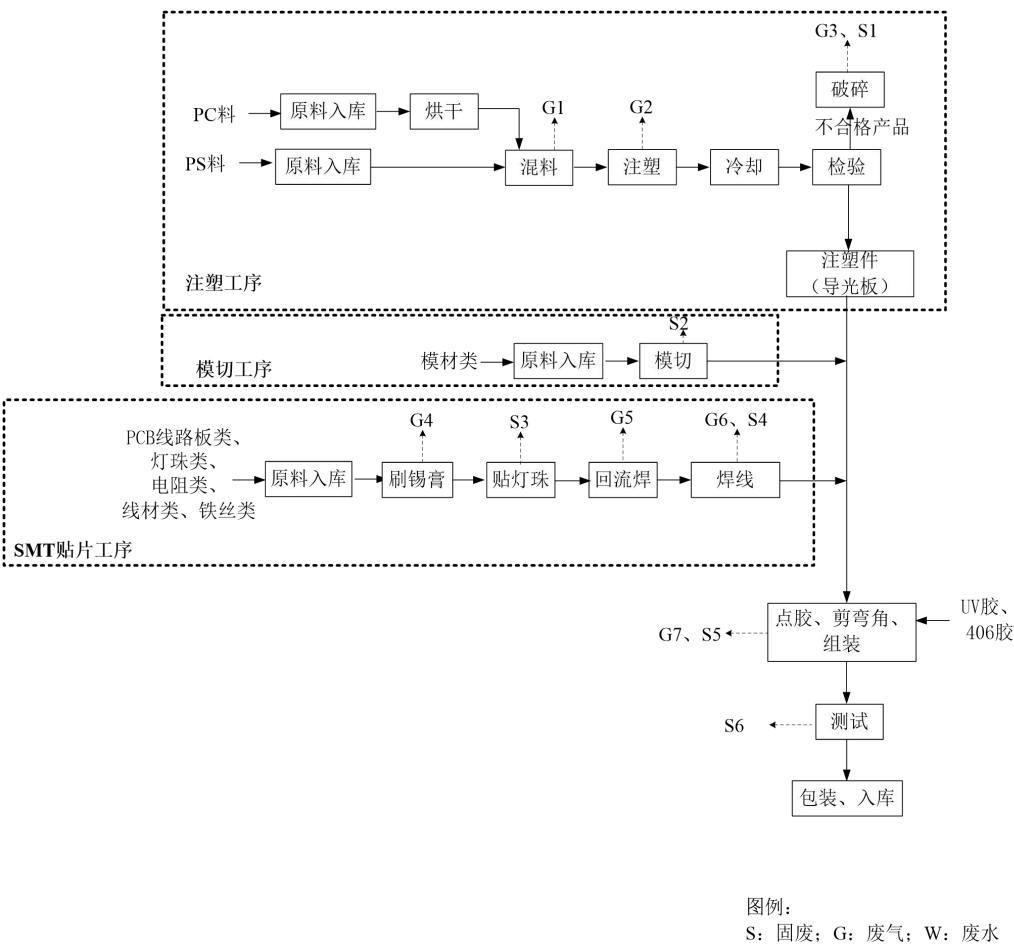 G3、S1
破碎
不合格产品
PC料
原料入库
烘干
G1
G2
PS料
原料入库
混料
注塑
冷却
检验
注塑件
（导光板）
注塑工序
S2
模材类
原料入库
模切
模切工序
PCB线路板类、
灯珠类、
电阻类、
线材类、铁丝类
原料入库
G4
刷锡膏
S3
贴灯珠
G5
回流焊
G6、S4
焊线
SMT贴片工序
点胶、剪弯角、
组装
UV胶、
406胶
G7、S5
测试
S6
包装、入库
图例：
S：固废；G：废气；W：废水